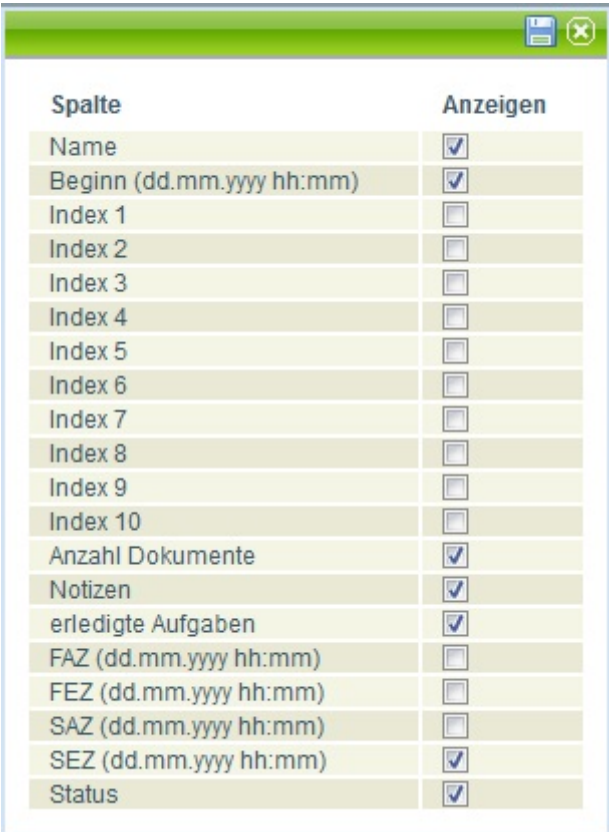 Spalte Anzeigen
Name
Beginn (dd.mm.yyyy hh:mm)
Index 1
Index 2
Index 3
Index 4
Index 5
Index 6
Index 7
Index 8
Index 9
Index 10
Anzahl Dokumente
Notizen
erledigte Aufgaben
FAZ (dd.mm.yyyy hh:mm)
FEZ (dd.mm.yyyy hh:mm)
SAZ (dd.mm.yyyy hh:mm)
SEZ (dd.mm.yyyy hh:mm)
Status